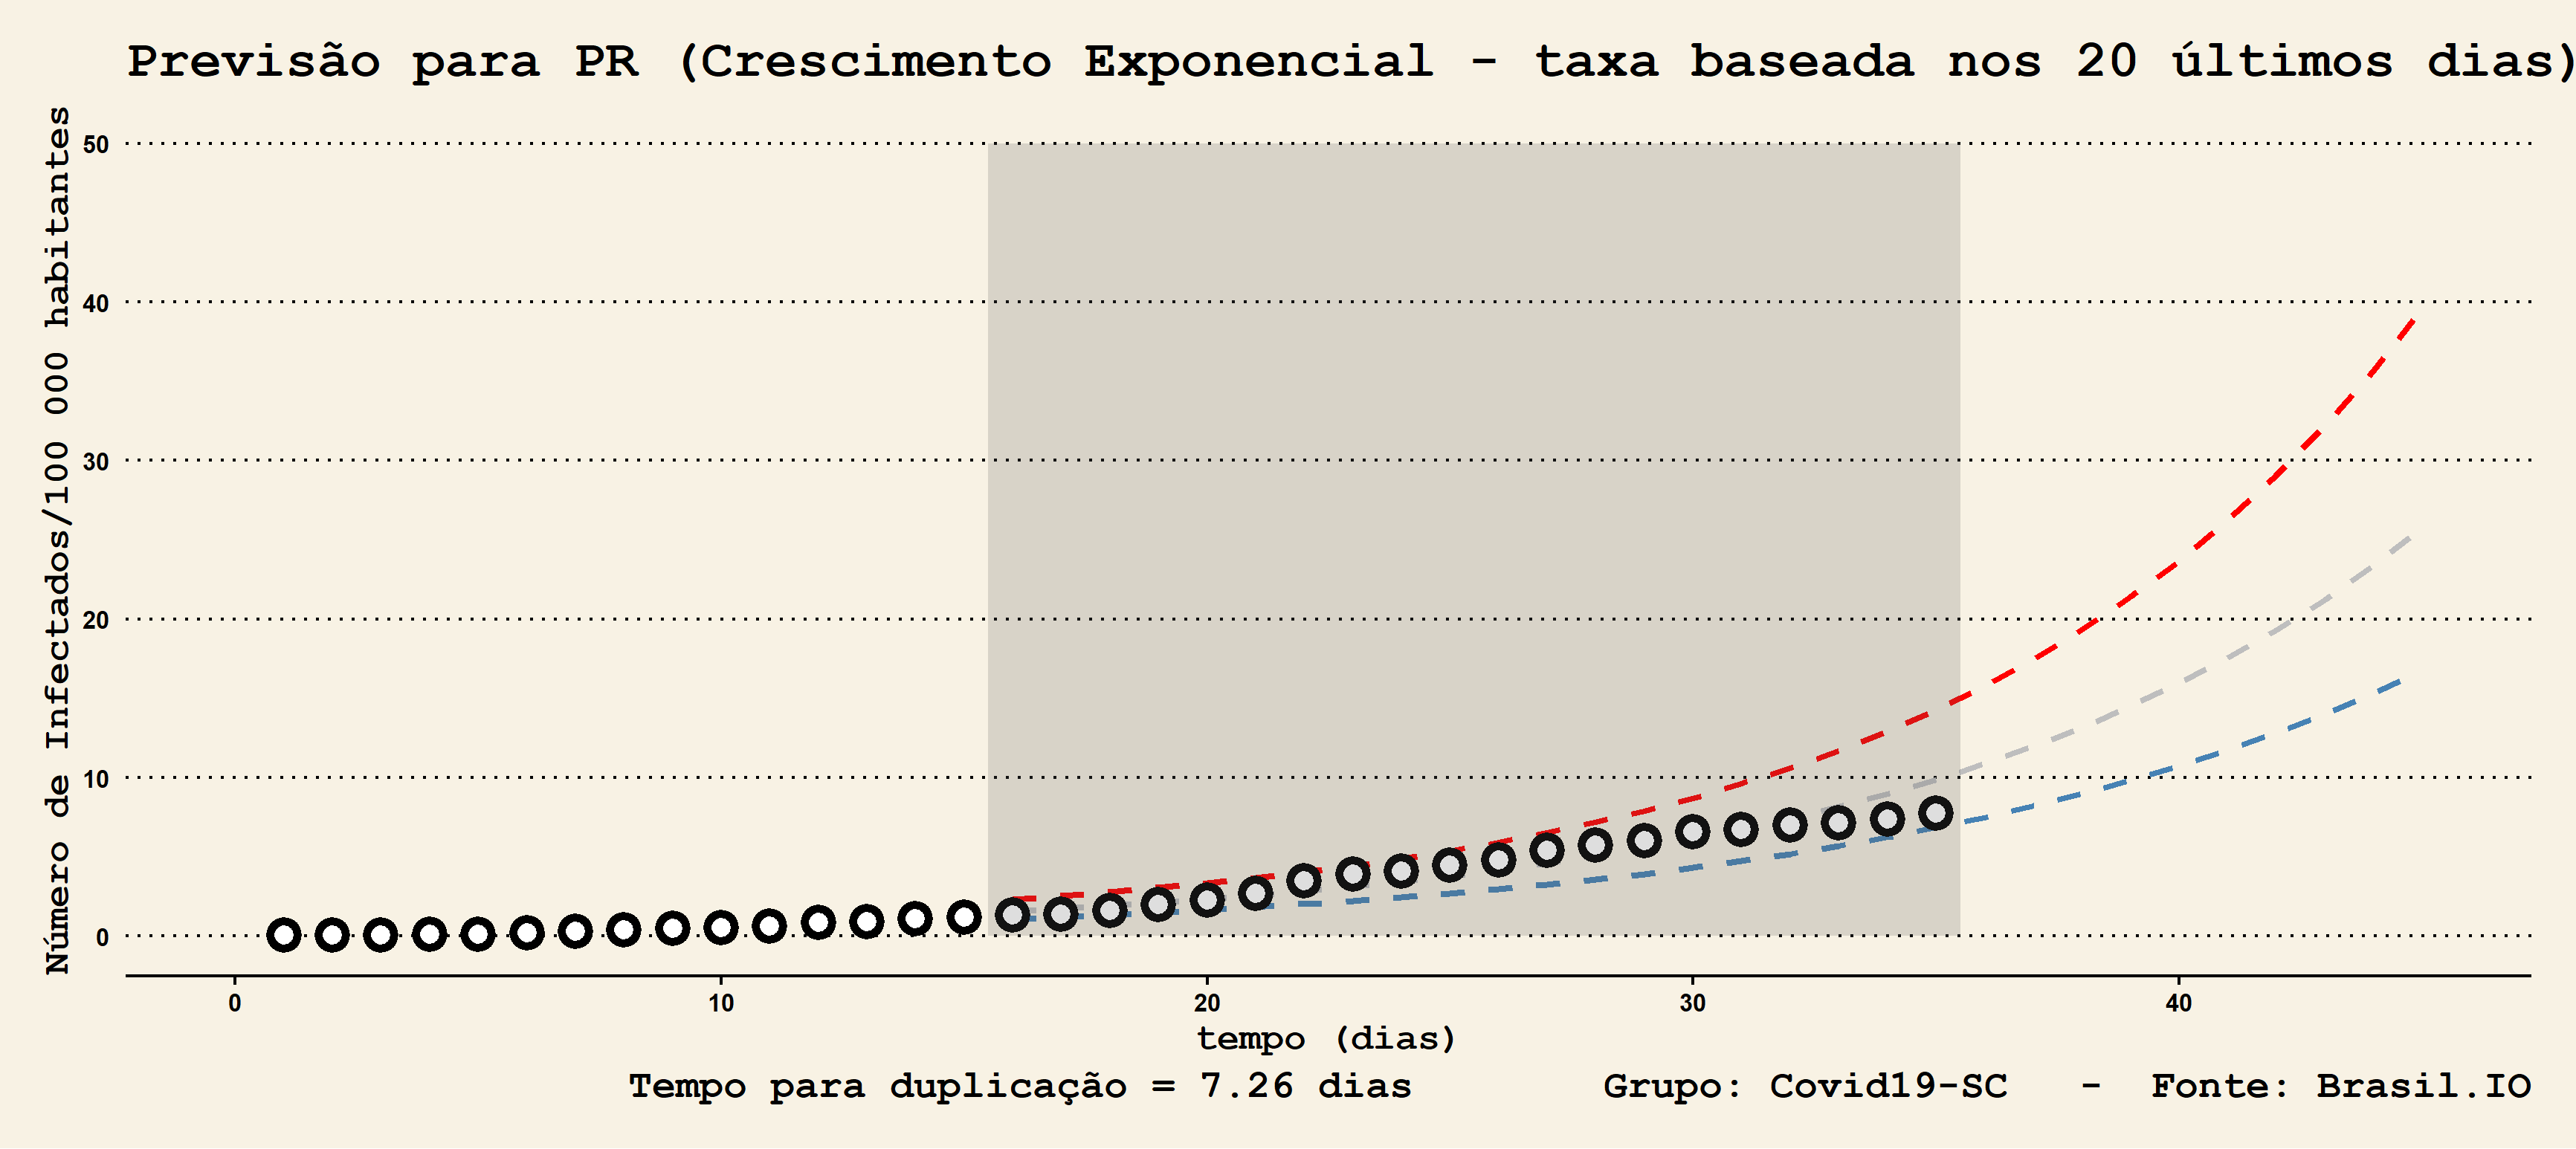 Previsão para PR (Crescimento Exponencial - taxa baseada nos 20 últimos dias)
Número de Infectados/100 000 habitantes
50
40
30
20
10
0
0 10 20 30 40
tempo (dias)
Tempo para duplicação = 7.26 dias Grupo: Covid19-SC - Fonte: Brasil.IO